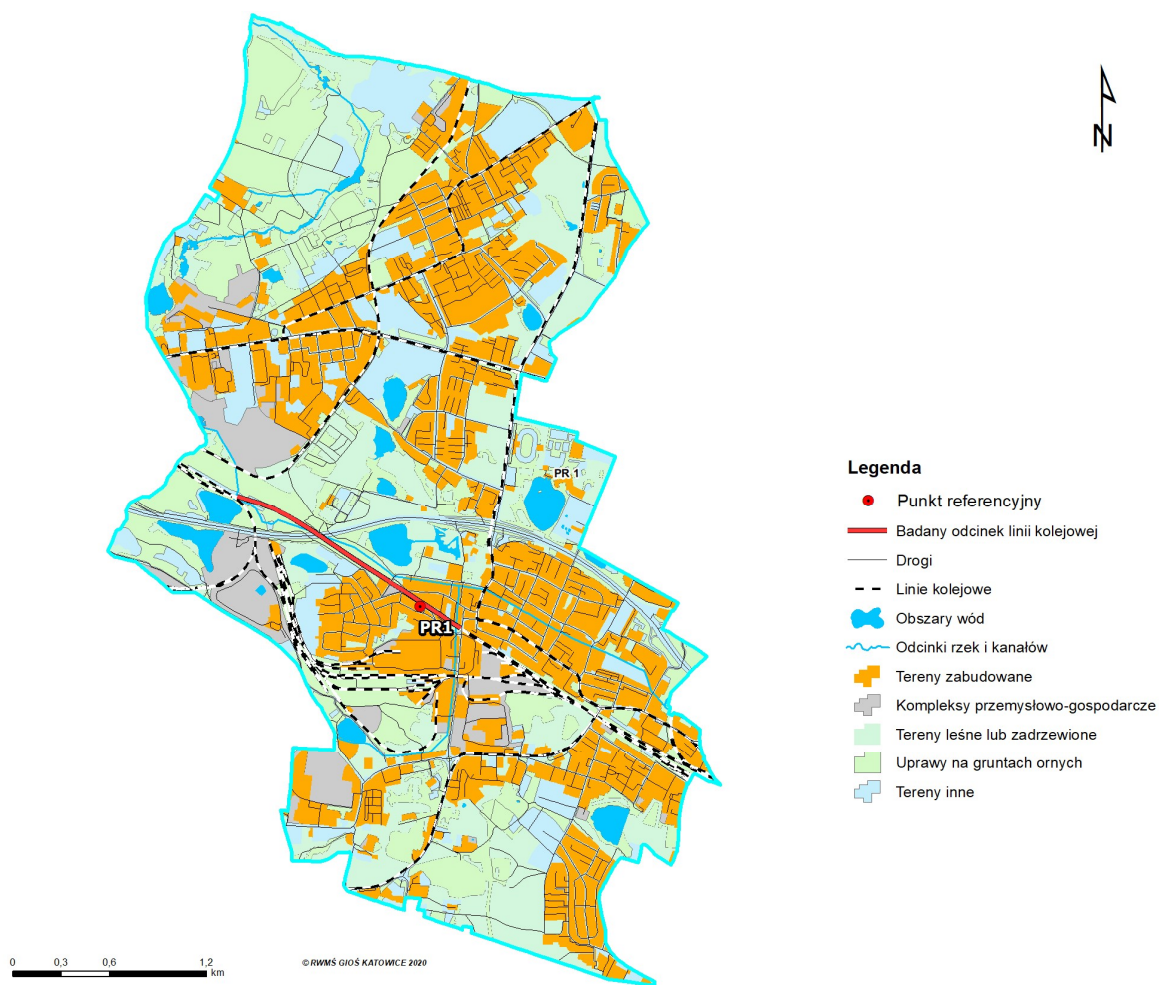 N
PR 1
PR1
Legenda
Punkt referencyjny
Badany odcinek linii kolejowej
Drogi
Linie kolejowe
Obszary wód
Odcinki rzek i kanałów
Tereny zabudowane
Kompleksy przemysłowo-gospodarcze
Tereny leśne lub zadrzewione
Uprawy na gruntach ornych
Tereny inne
0 0,3 0,6 1,2
km
© RWMŚ GIOŚ KATOWICE 2020